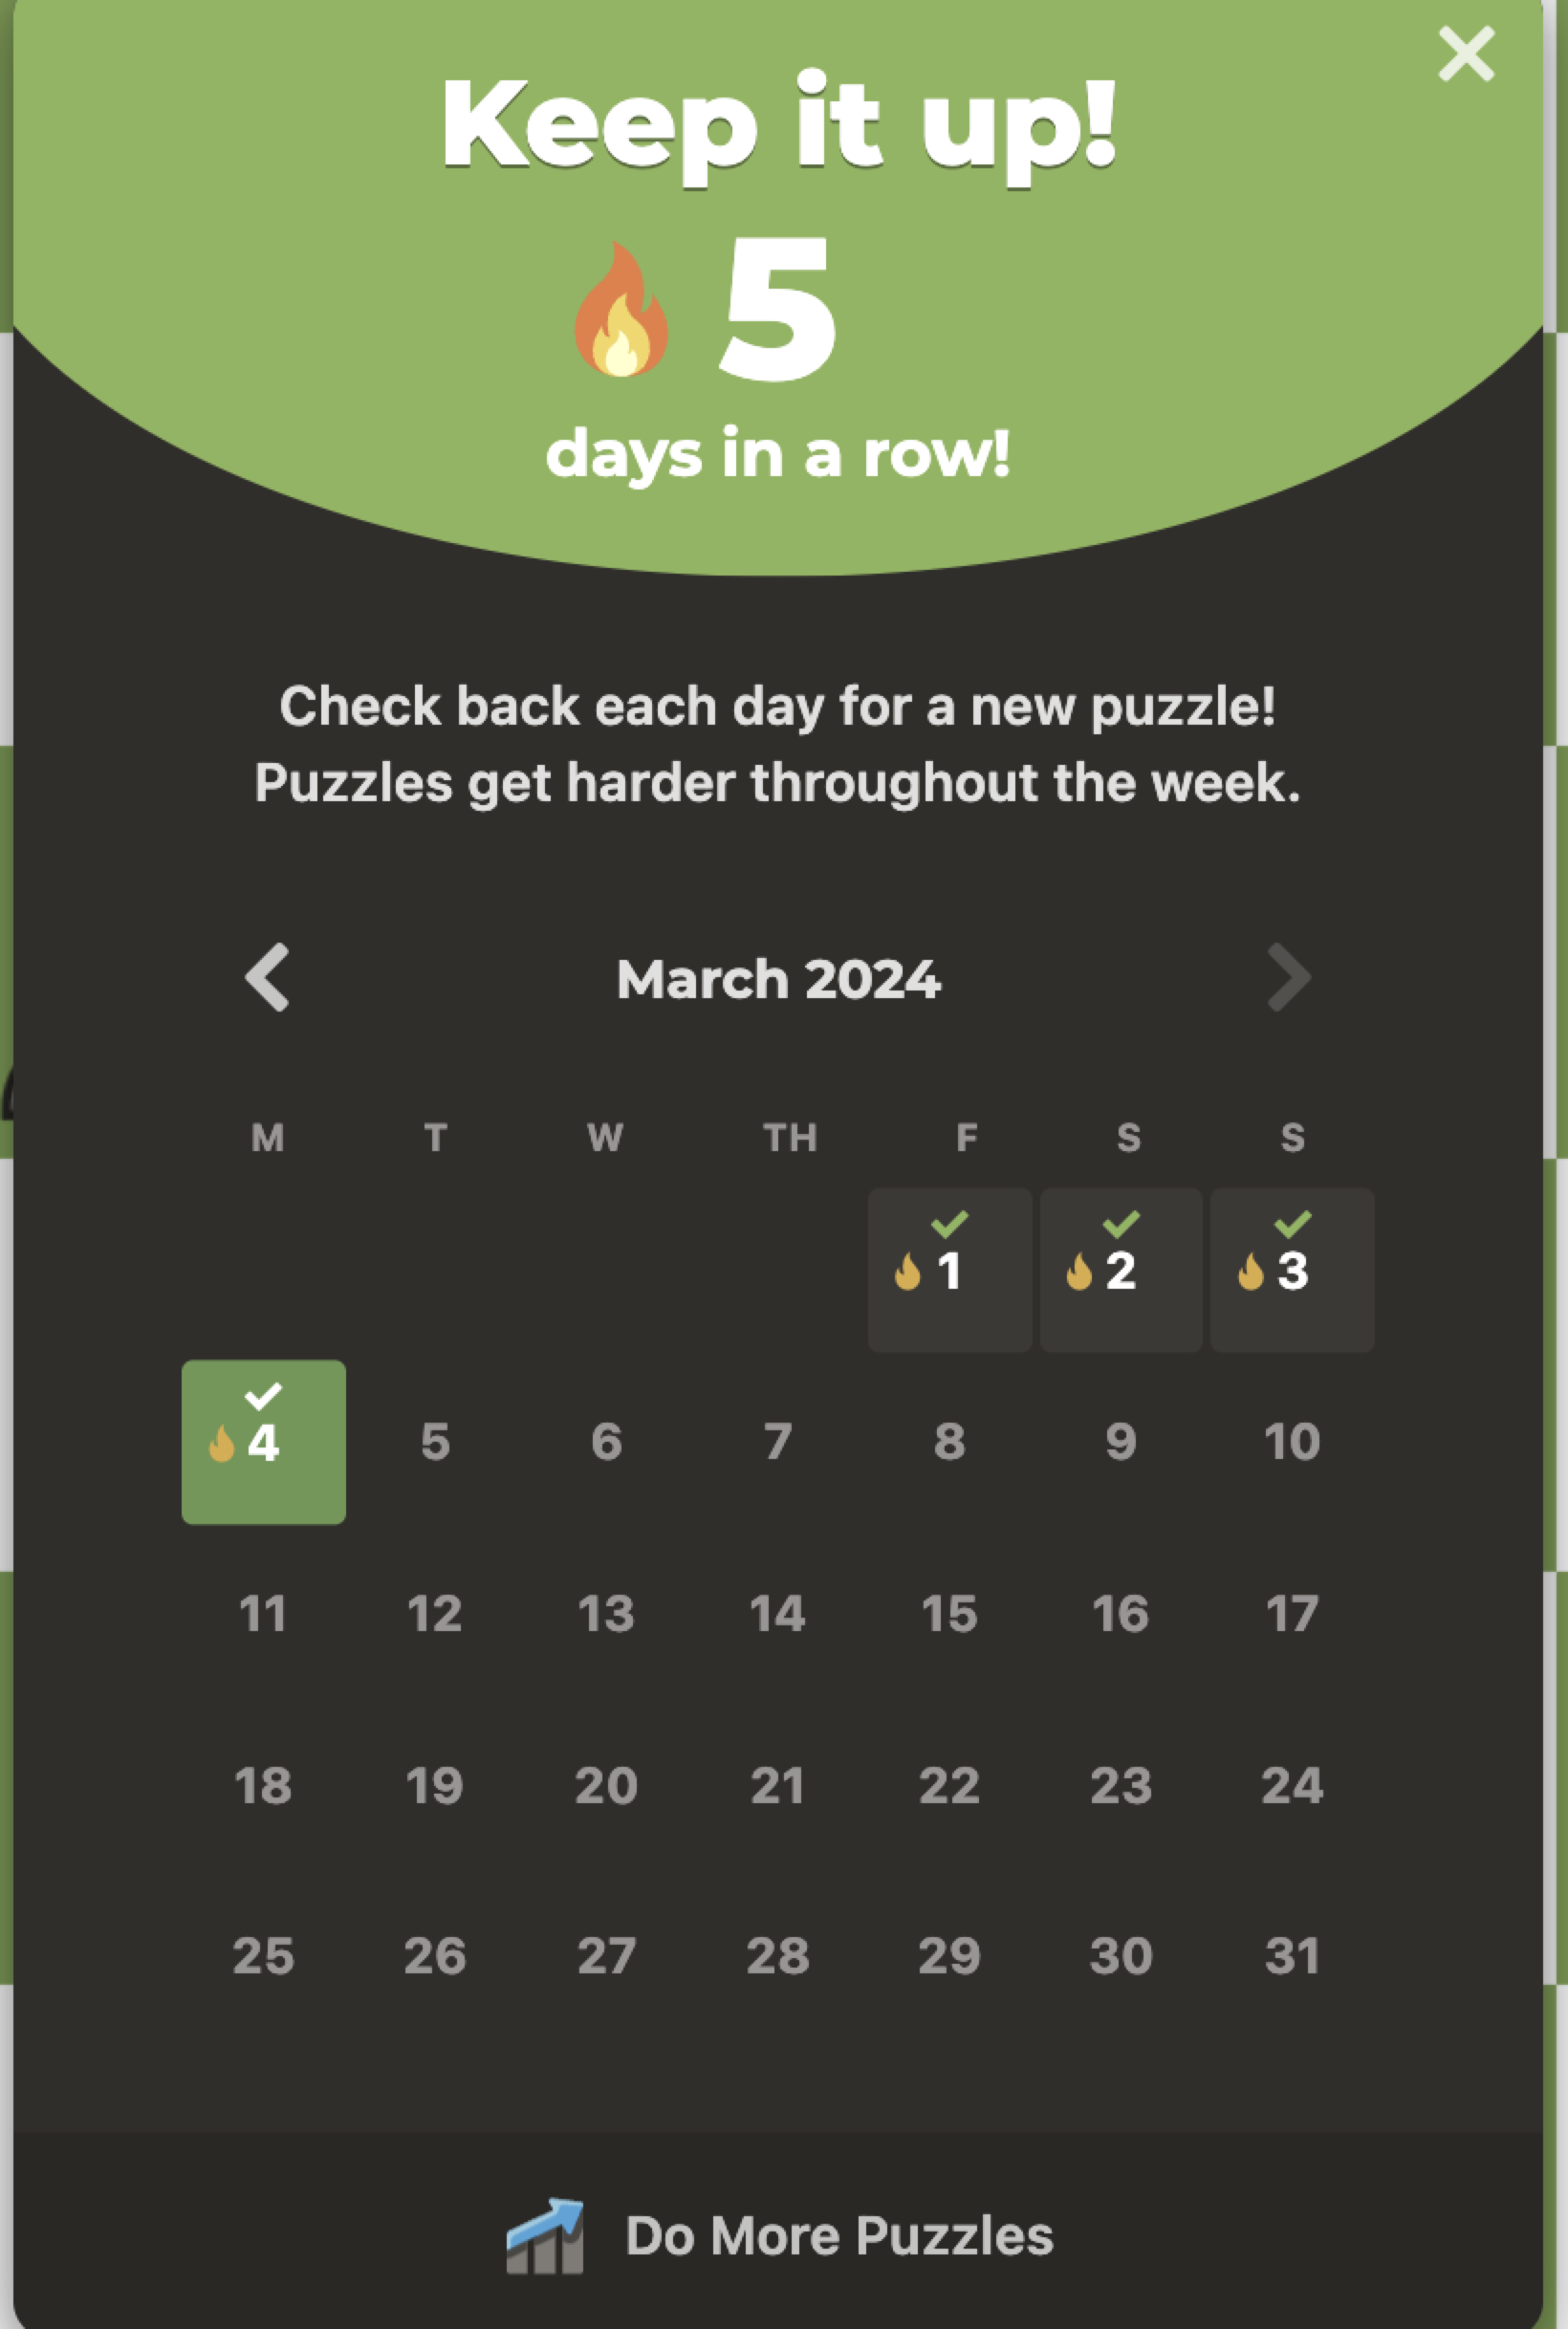 Keep it up!
5
days in a row!
Check back each day for a new puzzle!
Puzzles get harder throughout the week.
March 2024
M T W TH F S S
1 2 3
4 5 6 7 8 9 10
11 12 13 14 15 16 17
18 19 20 21 22 23 24
25 26 27 28 29 30 31
Do More Puzzles